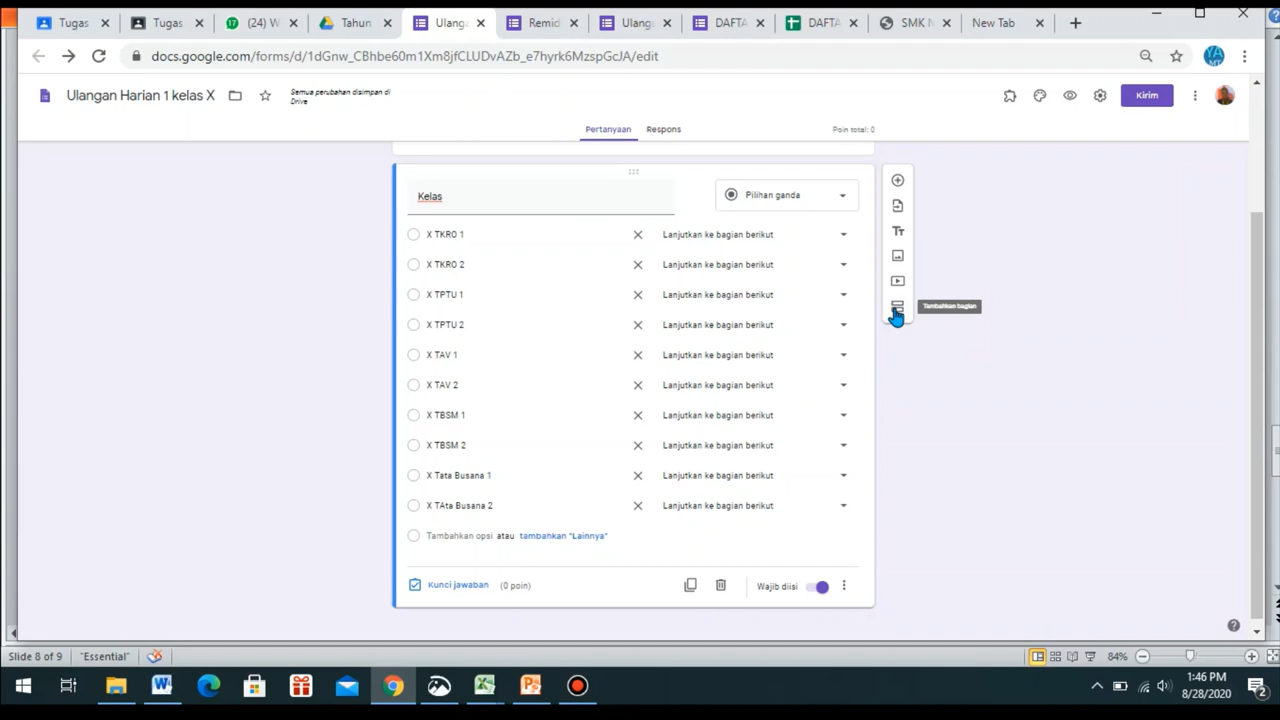 Tugas
Tugas
(24) W
Tahun
Ulang
Remid
Ulang
DAFTA
DAFTA
SMK
New Tab
docs.google.com/forms/d/1dGnw_CBhbe60m1Xm8jfCLUDvAZb_e7hyrk6MzspGcJA/edit
YA
Ulangan Harian 1 kelas X
Semua perubahan disimpan di
Drive
Kirim
Pertanyaan
Respons
Poin total: 0
Kelas
Pilihan ganda
X TKRO 1
Lanjutkan ke bagian berikut
X TKRO 2
Lanjutkan ke bagian berikut
X TPTU 1
Lanjutkan ke bagian berikut
Tambahkan bagian
X TPTU 2
Lanjutkan ke bagian berikut
X TAV 1
Lanjutkan ke bagian berikut
X TAV 2
Lanjutkan ke bagian berikut
X TBSM 1
Lanjutkan ke bagian berikut
X TBSM 2
Lanjutkan ke bagian berikut
X Tata Busana 1
Lanjutkan ke bagian berikut
X TAta Busana 2
Lanjutkan ke bagian berikut
Tambahkan opsi atau tambahkan "Lainnya"
Kunci jawaban (0 poin)
Wajib diisi
Slide 8 of 9
"Essential"
84%
1:46 PM
8/28/2020